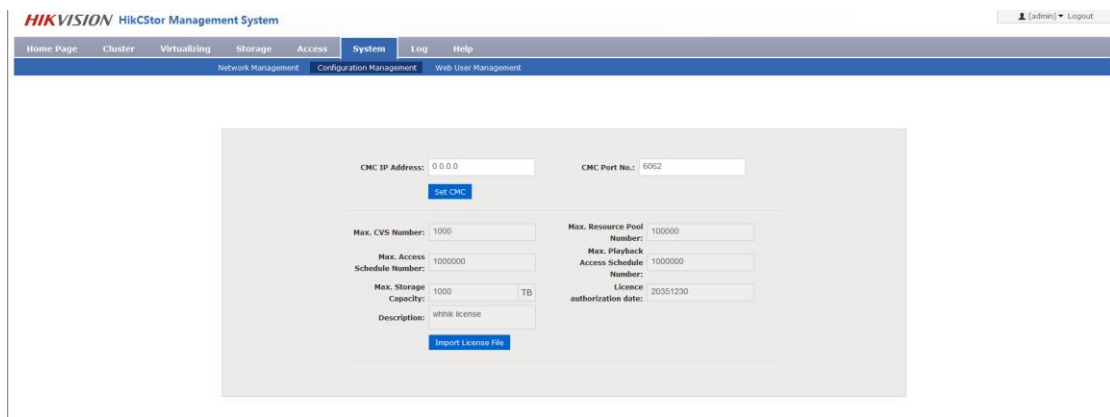 HIKVISION HikCStor Management System
[admin] Logout
Home Page Cluster Virtualizing Storage Access System Log Help
Network Management Configuration Management Web User Management
CMC IP Address: 0.0.0.0 CMC Port No.: 6062
Set CMC
Max. CVS Number: 1000
Max. Resource Pool
Number: 100000
Max. Access
Schedule Number: 1000000
Max. Playback
Access Schedule
Number: 1000000
Max. Storage
Capacity: 1000 TB
Licence
authorization date: 20351230
Description: whhik license
Import License File